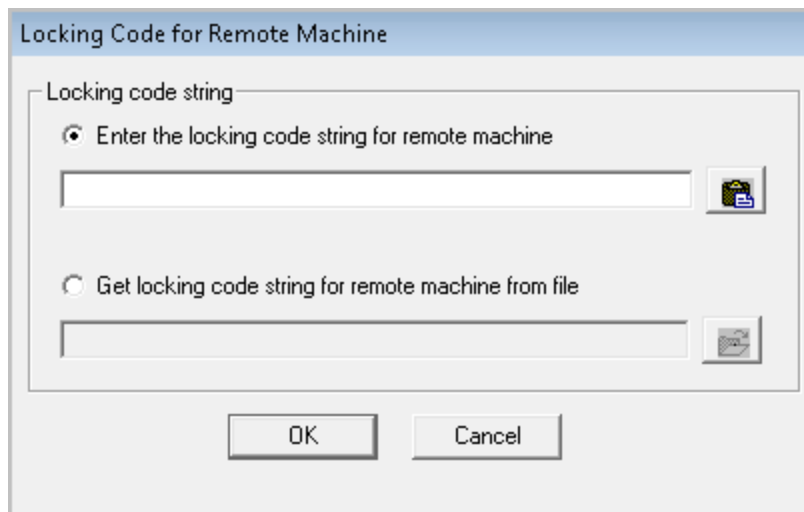 Locking Code for Remote Machine
Locking code string
Enter the locking code string for remote machine
Get locking code string for remote machine from file
OK Cancel